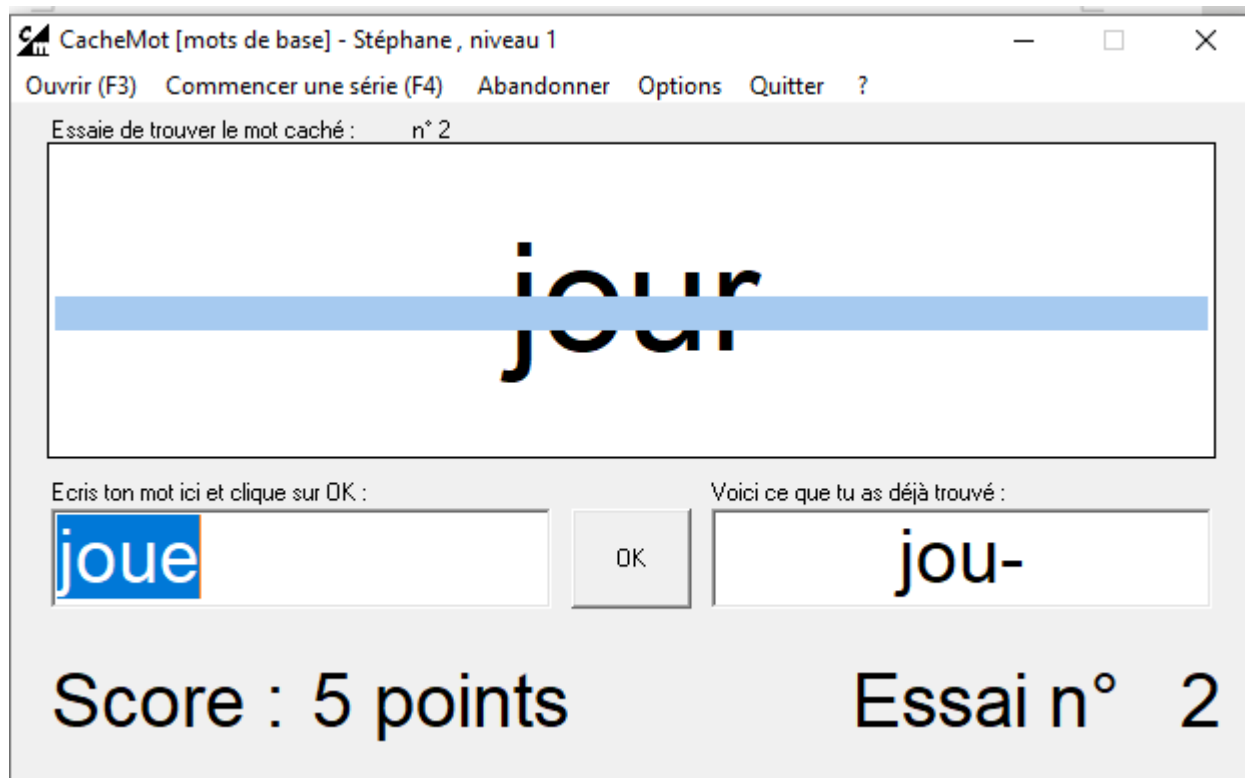 CacheMot [mots de base] - Stéphane , niveau 1
Ouvrir (F3) Commencer une série (F4) Abandonner Options Quitter ?
Essaie de trouver le mot caché : n° 2
jour
Ecris ton mot ici et clique sur OK : Voici ce que tu as déjà trouvé :
joue OK jou-
Score : 5 points Essai n° 2